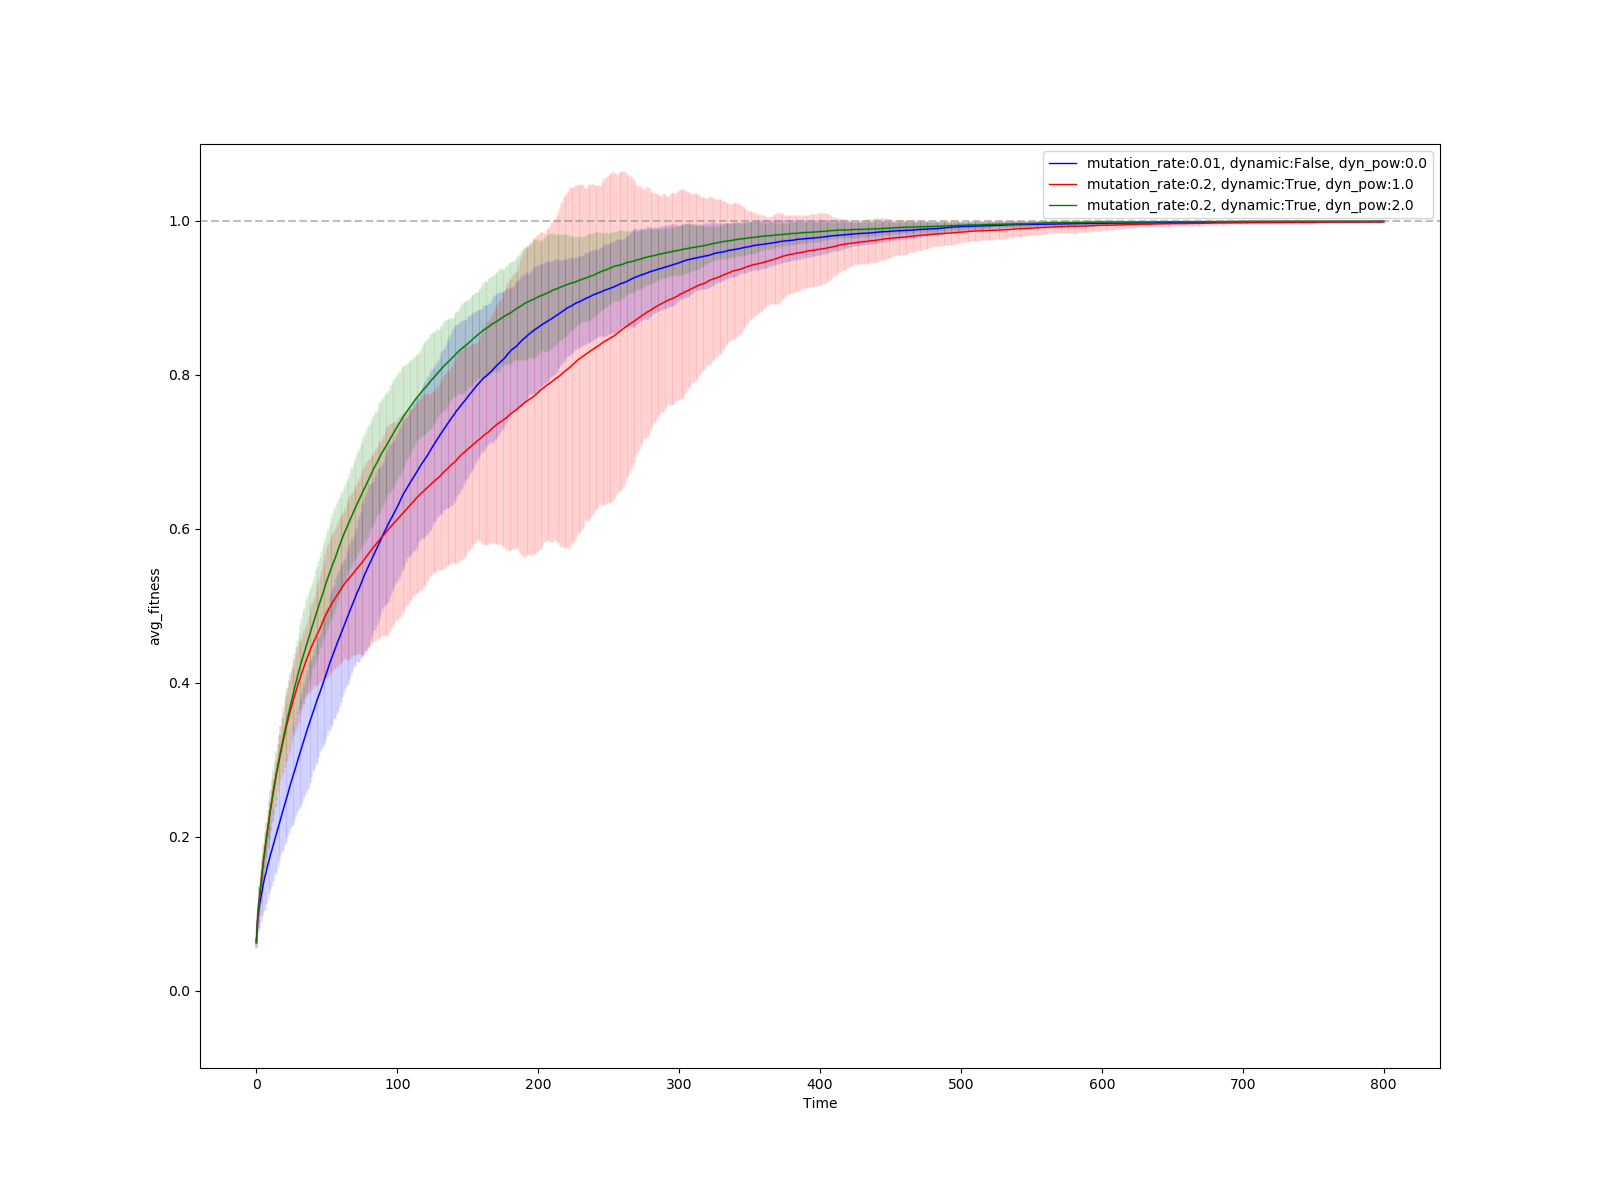 mutation_rate:0.01, dynamic:False, dyn_pow:0.0
mutation_rate:0.2, dynamic:True, dyn_pow:1.0
mutation_rate:0.2, dynamic:True, dyn_pow:2.0
1.0
0.8
0.6
0.4
0.2
0.0
avg_fitness
0 100 200 300 400 500 600 700 800
Time